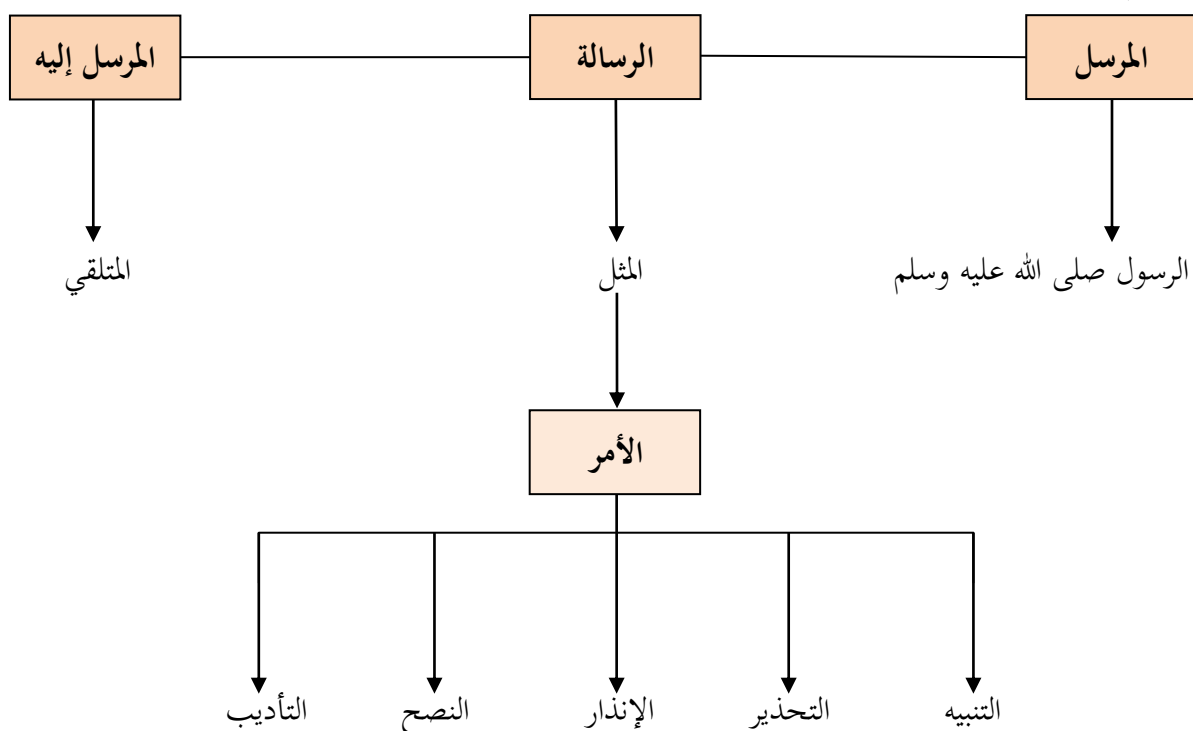 المرسل الرسالة المرسل إليه
الرسول صلى الله عليه وسلم المثل المتلقي
الأمر
التنبيه التحذير الإنذار النصح التأديب